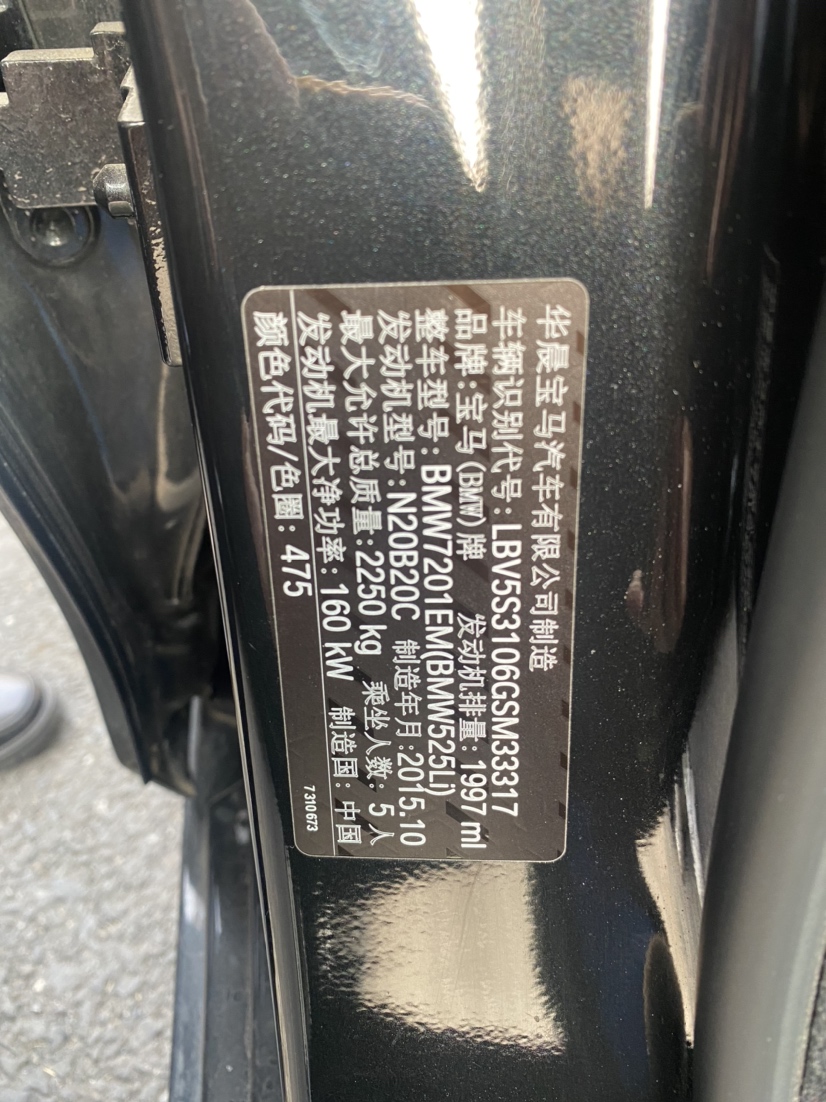 华晨宝马汽车有限公司制造
车辆识别代号:LBV5S3106GSM33317
品牌:宝马(BMW)牌 发动机排量:1997 ml
整车型号:BMW7201EM(BMW525Li)
发动机型号:N20B20C 制造年月:2015.10
最大允许总质量:2250 kg 乘坐人数:5人
发动机最大净功率:160 kW 制造国:中国
颜色代码/色圈:475
7 310 673